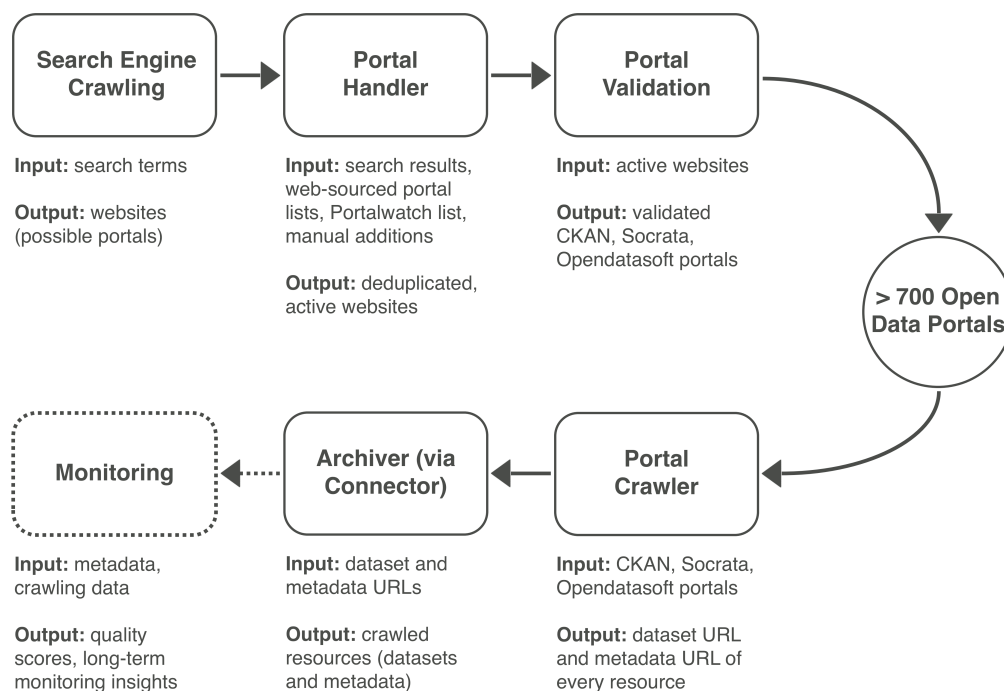 Search Engine
Crawling
Input: search terms
Output: websites
(possible portals)
Portal
Handler
Input: search results,
web-sourced portal
lists, Portalwatch list,
manual additions
Output: deduplicated,
active websites
Portal
Validation
Input: active websites
Output: validated
CKAN, Socrata,
Opendatasoft portals
> 700 Open
Data Portals
Portal
Crawler
Input: CKAN, Socrata,
Opendatasoft portals
Output: dataset URL
and metadata URL of
every resource
Archiver (via
Connector)
Input: dataset and
metadata URLs
Output: crawled
resources (datasets
and metadata)
Monitoring
Input: metadata,
crawling data
Output: quality
scores, long-term
monitoring insights